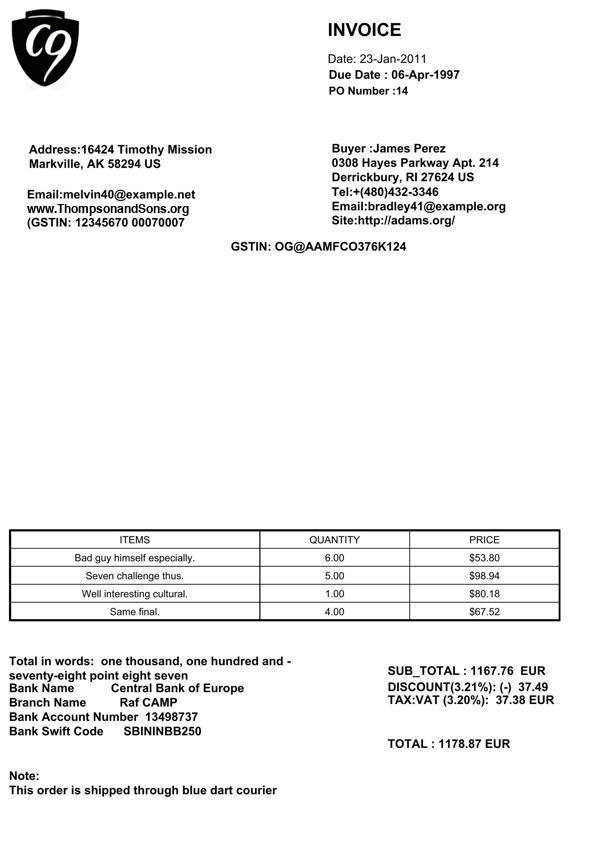 C9
INVOICE
Date: 23-Jan-2011
Due Date : 06-Apr-1997
PO Number :14
Address:16424 Timothy Mission
Markville, AK 58294 US
Email:melvin40@example.net
www.ThompsonandSons.org
(GSTIN: 12345670 00070007
Buyer :James Perez
0308 Hayes Parkway Apt. 214
Derrickbury, RI 27624 US
Tel:+(480)432-3346
Email:bradley41@example.org
Site:http://adams.org/
GSTIN: OG@AAMFCO376K124
ITEMS QUANTITY PRICE
Bad guy himself especially. 6.00 $53.80
Seven challenge thus. 5.00 $98.94
Well interesting cultural. 1.00 $80.18
Same final. 4.00 $67.52
Total in words: one thousand, one hundred and -
seventy-eight point eight seven
Bank Name Central Bank of Europe
Branch Name Raf CAMP
Bank Account Number 13498737
Bank Swift Code SBININBB250
SUB_TOTAL : 1167.76 EUR
DISCOUNT(3.21%): (-) 37.49
TAX:VAT (3.20%): 37.38 EUR
TOTAL : 1178.87 EUR
Note:
This order is shipped through blue dart courier